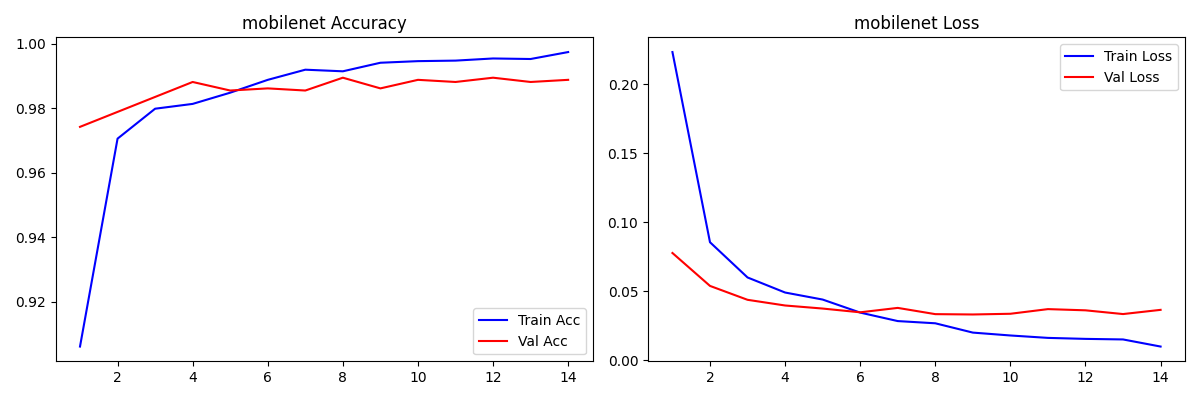 mobilenet Accuracy
1.00
0.98
0.96
0.94
0.92
2 4 6 8 10 12 14
Train Acc
Val Acc
mobilenet Loss
0.20
0.15
0.10
0.05
0.00
2 4 6 8 10 12 14
Train Loss
Val Loss